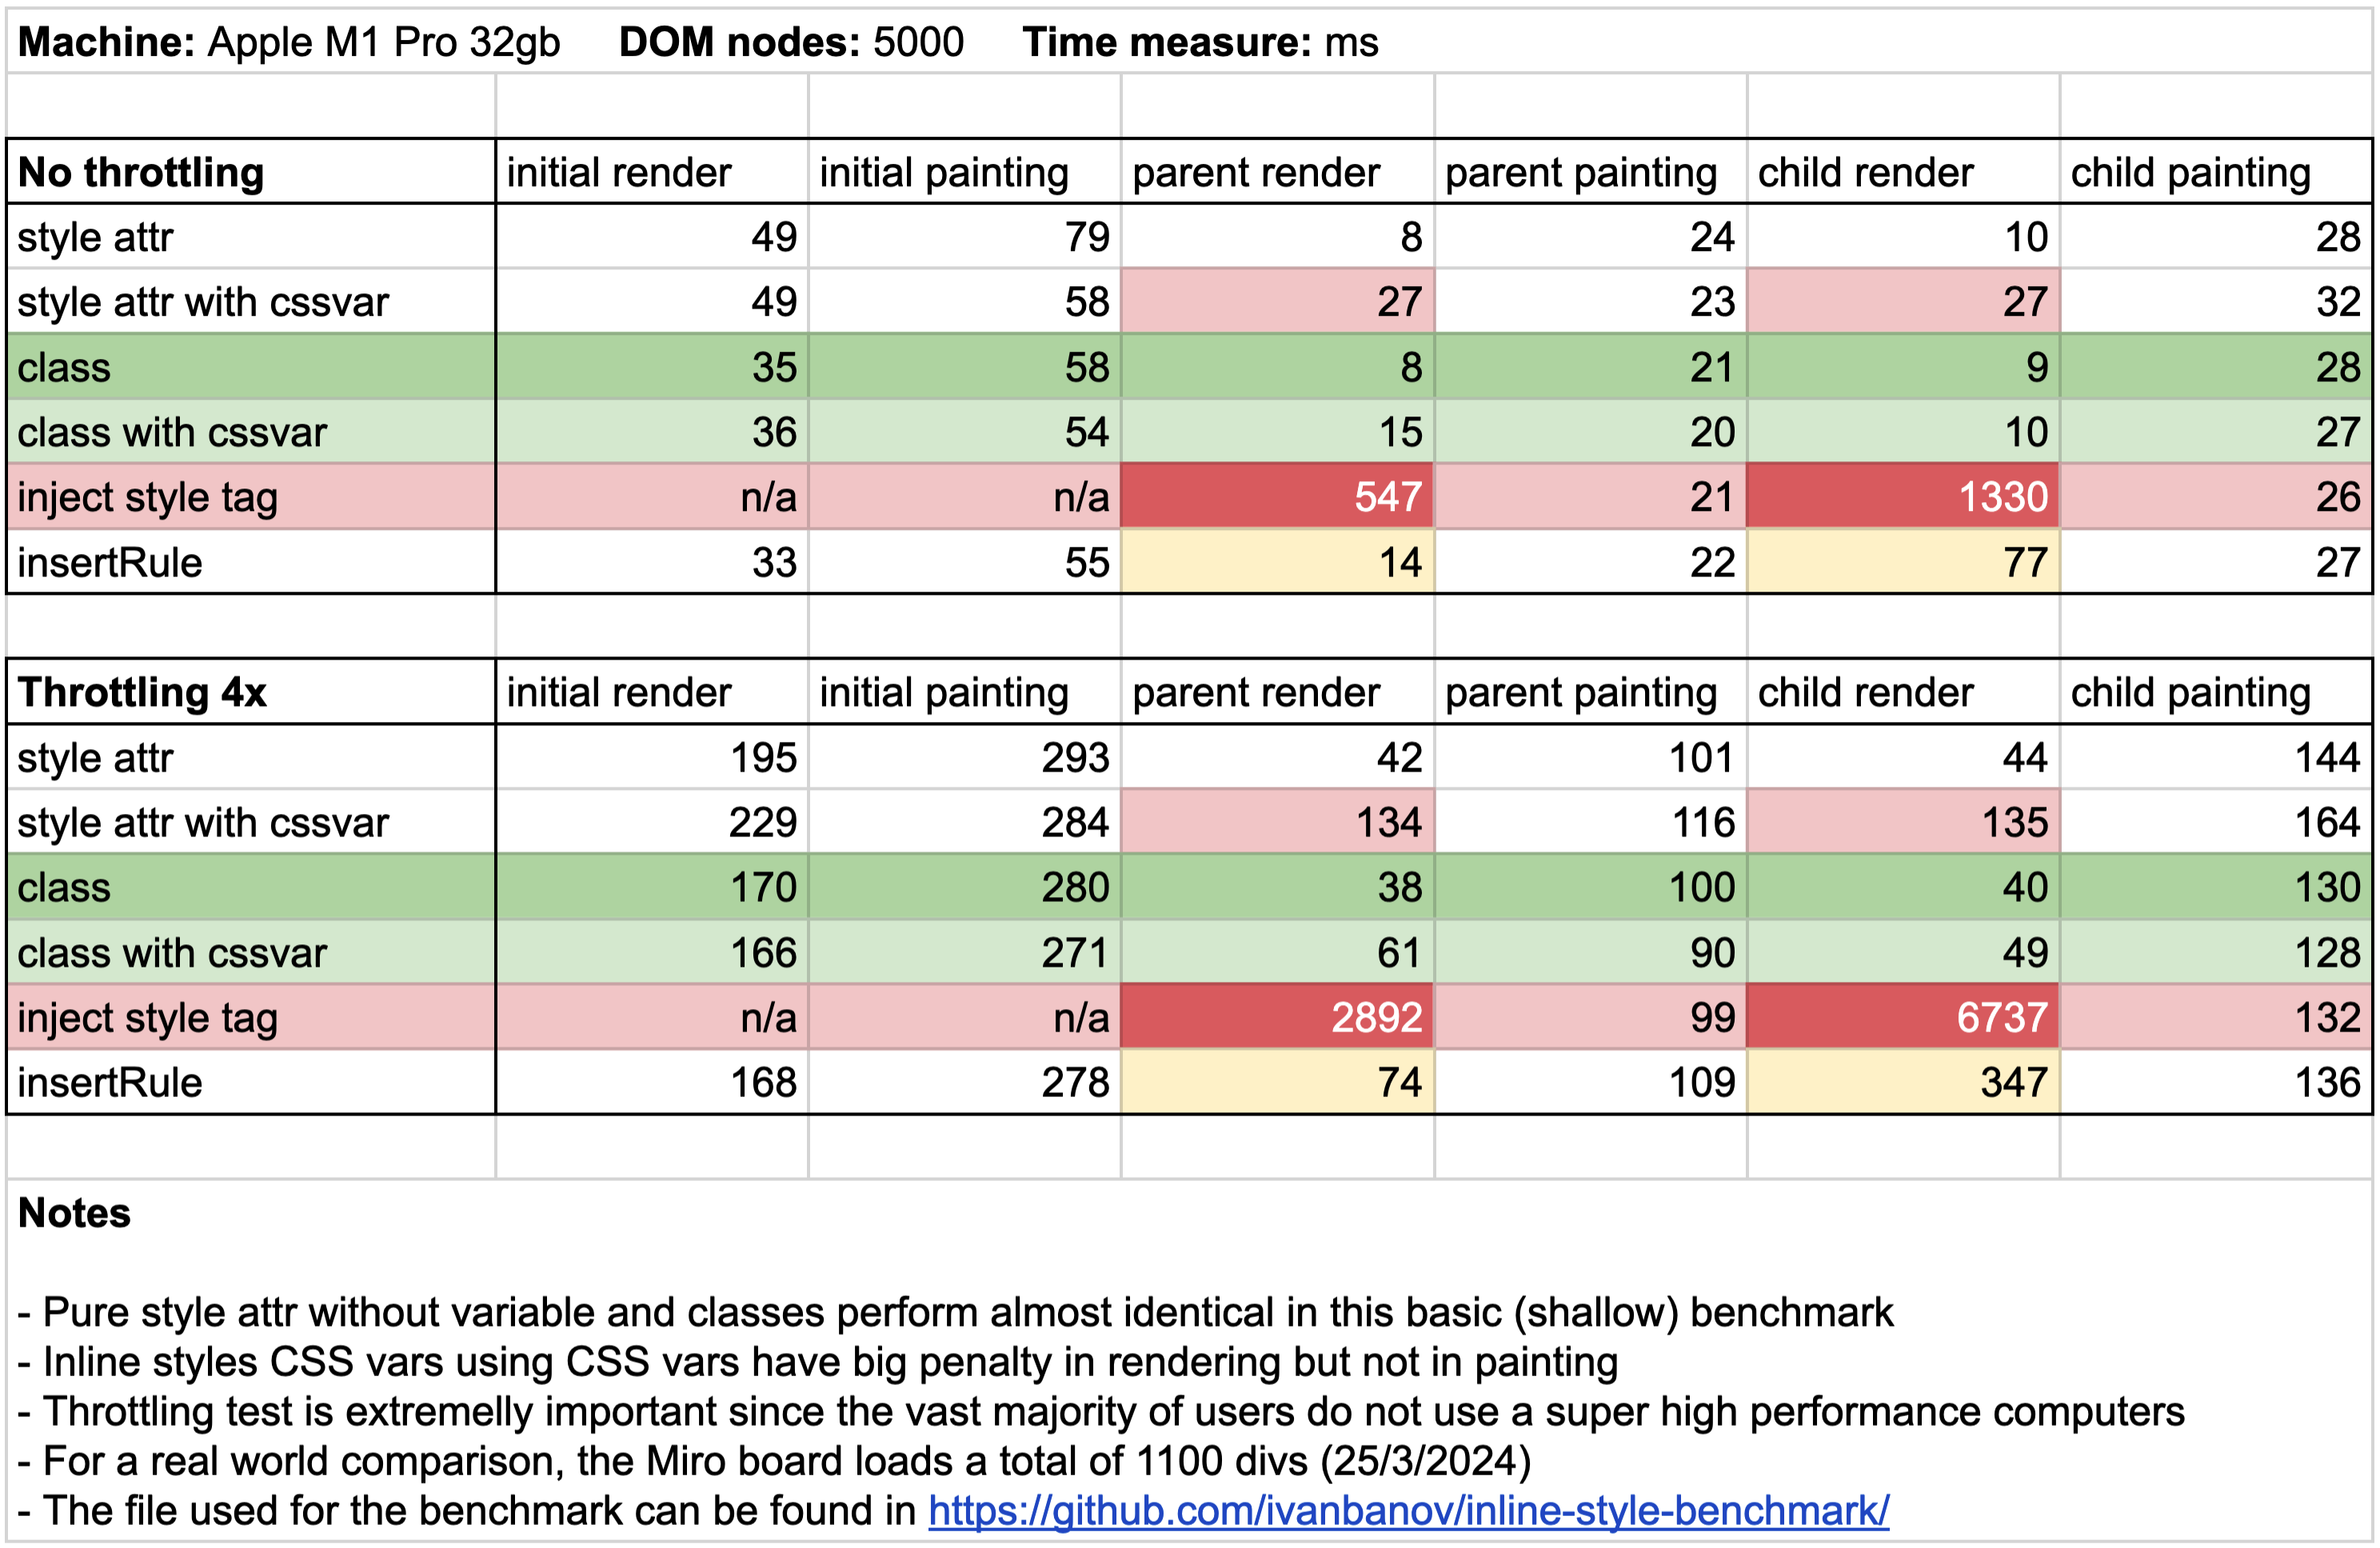 Machine: Apple M1 Pro 32gb DOM nodes: 5000 Time measure: ms
No throttling initial render initial painting parent render parent painting child render child painting
style attr 49 79 8 24 10 28
style attr with cssvar 49 58 27 23 27 32
class 35 58 8 21 9 28
class with cssvar 36 54 15 20 10 27
inject style tag n/a n/a 547 21 1330 26
insertRule 33 55 14 22 77 27
Throttling 4x initial render initial painting parent render parent painting child render child painting
style attr 195 293 42 101 44 144
style attr with cssvar 229 284 134 116 135 164
class 170 280 38 100 40 130
class with cssvar 166 271 61 90 49 128
inject style tag n/a n/a 2892 99 6737 132
insertRule 168 278 74 109 347 136
Notes
- Pure style attr without variable and classes perform almost identical in this basic (shallow) benchmark
- Inline styles CSS vars using CSS vars have big penalty in rendering but not in painting
- Throttling test is extremelly important since the vast majority of users do not use a super high performance computers
- For a real world comparison, the Miro board loads a total of 1100 divs (25/3/2024)
- The file used for the benchmark can be found in https://github.com/ivanbanov/inline-style-benchmark/